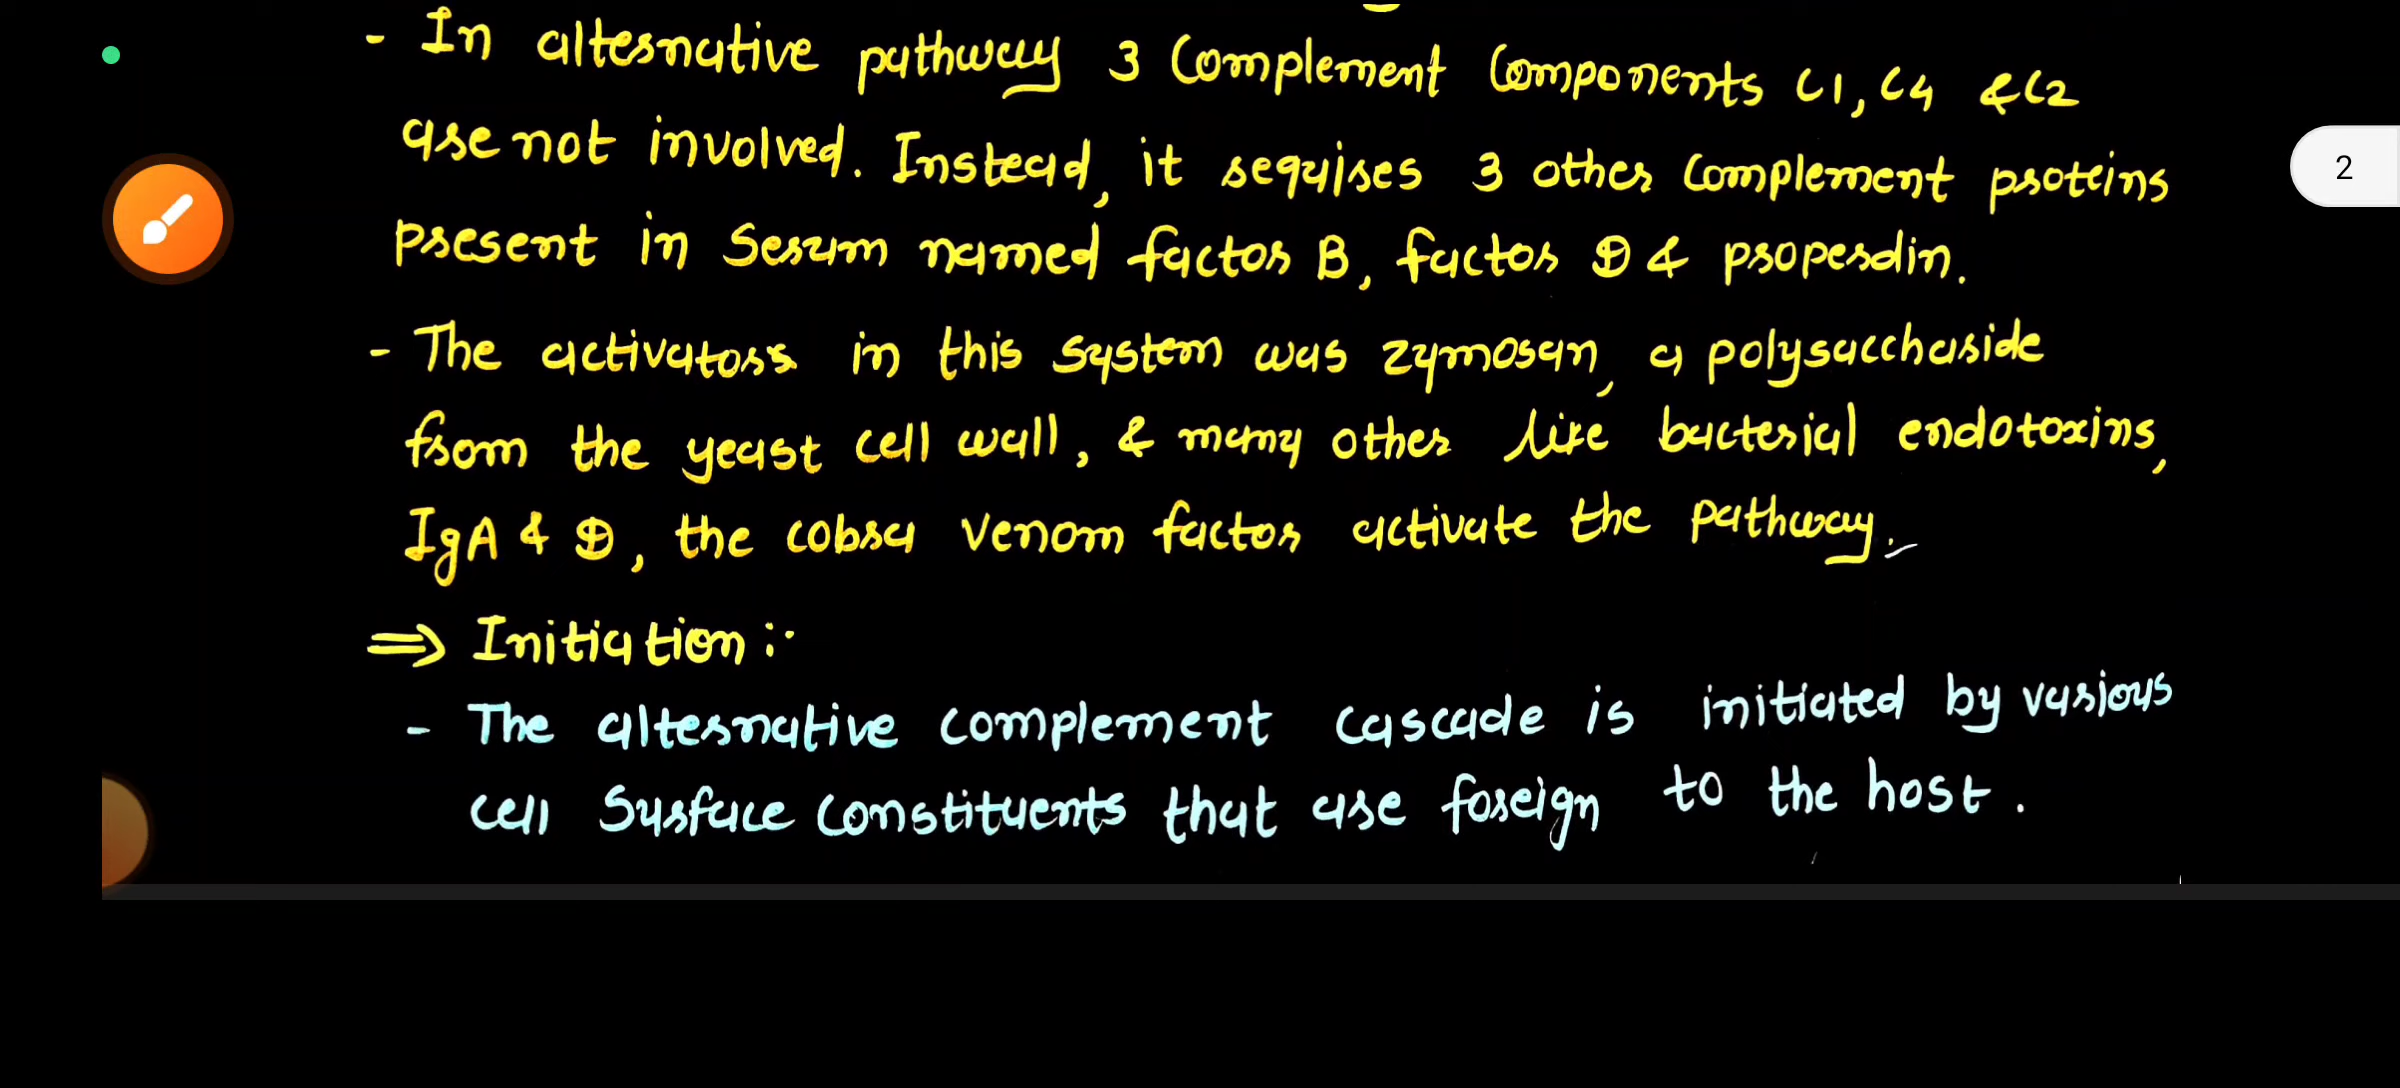 - In alternative pathway 3 Complement Components C1, C4 & C2
are not involved. Instead, it requires 3 other complement proteins
present in Serum named factor B, factor D & properdin.
- The activators in this system was zymosan, a polysaccharide
from the yeast cell wall, & many other like bacterial endotoxins,
IgA & D, the cobra venom factor activate the pathway.
⇒ Initiation :-
- The alternative complement cascade is initiated by various
cell surface constituents that are foreign to the host.
2